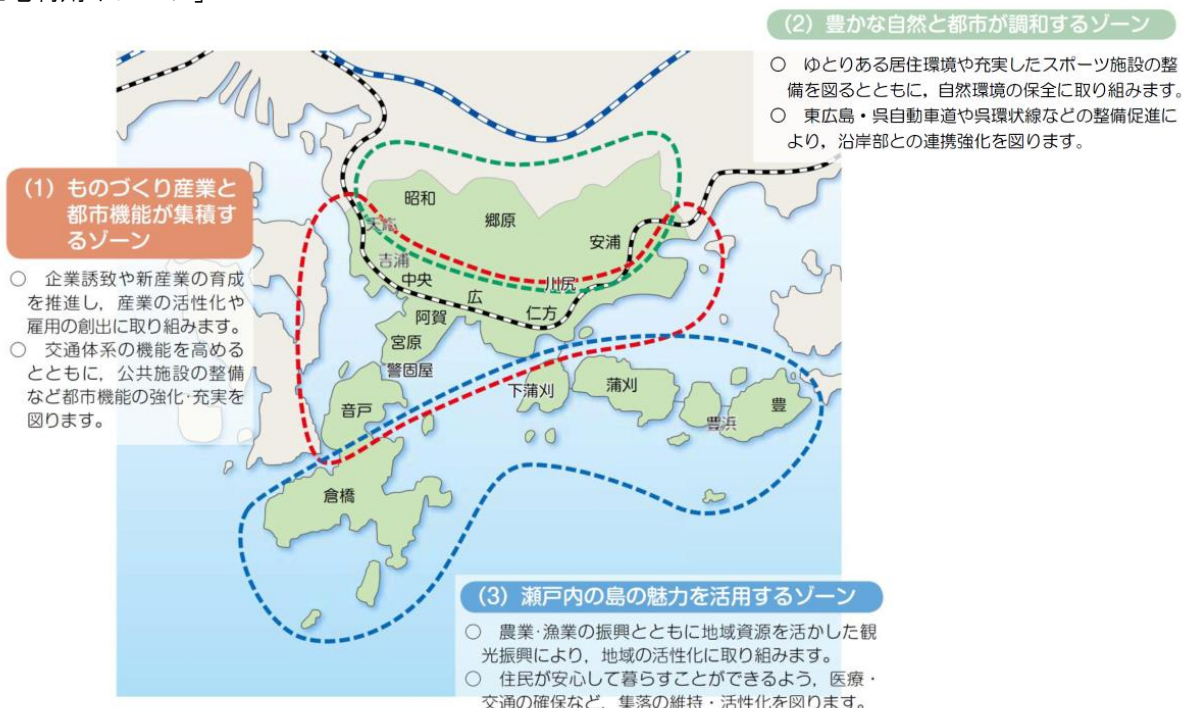 (2)豊かな自然と都市が調和するゾーン
○ ゆとりある居住環境や充実したスポーツ施設の整
備を図るとともに，自然環境の保全に取り組みます。
○ 東広島・呉自動車道や呉環状線などの整備促進に
より，沿岸部との連携強化を図ります。
(1)ものづくり産業と
都市機能が集積す
るゾーン
○ 企業誘致や新産業の育成
を推進し，産業の活性化や
雇用の創出に取り組みます。
○ 交通体系の機能を高める
とともに，公共施設の整備
など都市機能の強化・充実を
図ります。
昭和
郷原
天応
安浦
吉浦
中央
川尻
広
阿賀
仁方
宮原
警固屋
下蒲刈
蒲刈
音戸
豊
豊浜
倉橋
(3)瀬戸内の島の魅力を活用するゾーン
○ 農業・漁業の振興とともに地域資源を活かした観
光振興により，地域の活性化に取り組みます。
○ 住民が安心して暮らすことができるよう，医療・
交通の確保など，集落の維持・活性化を図ります。